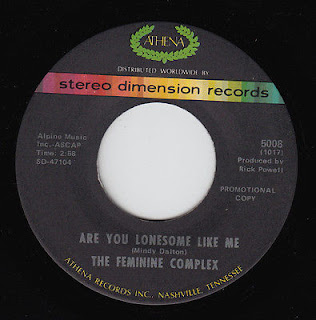 ATHENA
DISTRIBUTED WORLDWIDE BY
stereo dimension records
Alpine Music
Inc.-ASCAP
Time: 2:58
SD-47104
5008
(1017)
Produced by
Rick Powell
PROMOTIONAL
COPY
ARE YOU LONESOME LIKE ME
(Mindy Dalton)
THE FEMININE COMPLEX
ATHENA RECORDS INC. NASHVILLE, TENNESSEE